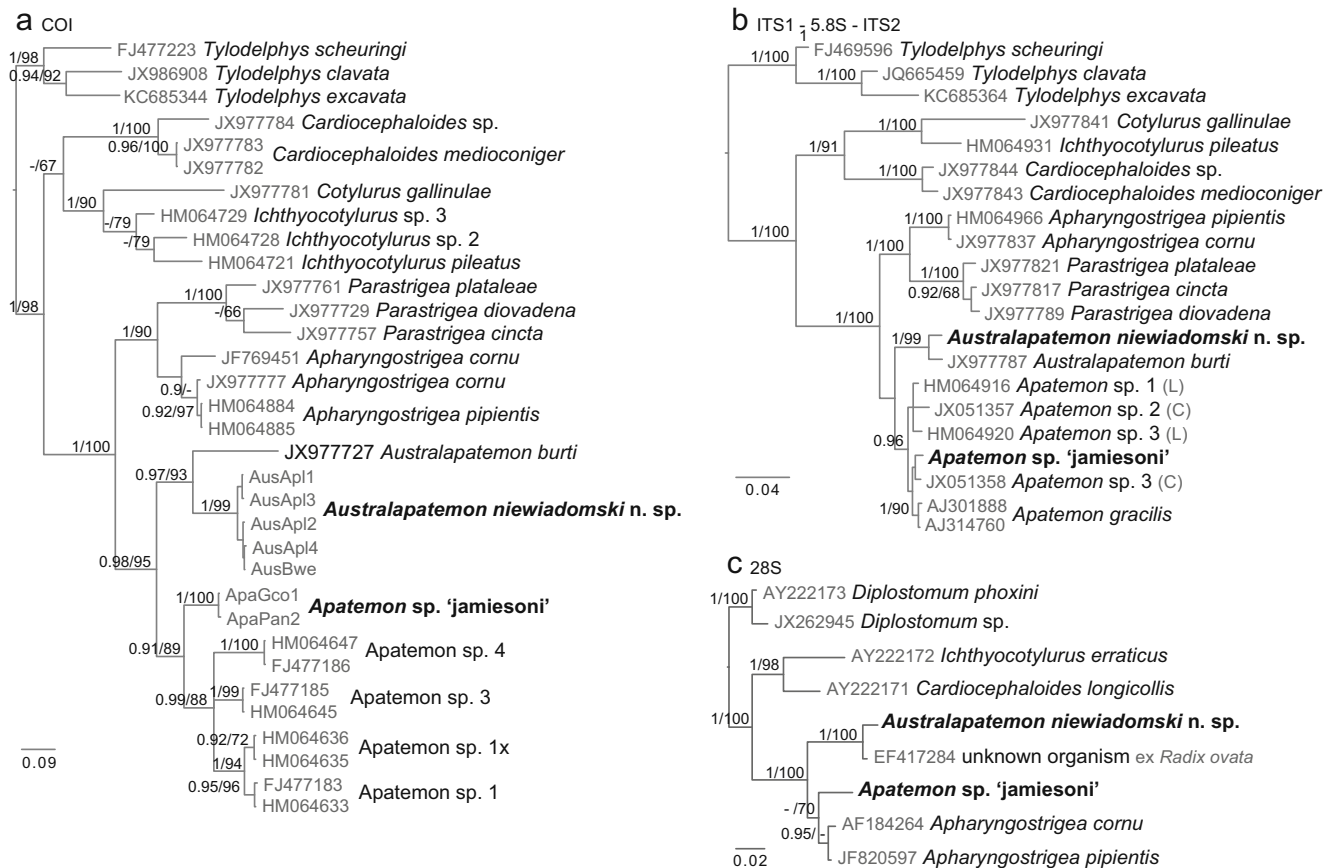 a COI
1/98
FJ477223 Tylodelphys scheuringi
0.94/92
JX986908 Tylodelphys clavata
KC685344 Tylodelphys excavata
1/100
JX977784 Cardiocephaloides sp.
0.96/100
JX977783
JX977782
Cardiocephaloides medioconiger
-/67
JX977781 Cotylurus gallinulae
1/90
HM064729 Ichthyocotylurus sp. 3
-/79
HM064728 Ichthyocotylurus sp. 2
-/79
HM064721 Ichthyocotylurus pileatus
1/98
JX977761 Parastrigea plataleae
1/100
JX977729 Parastrigea diovadena
-/66
JX977757 Parastrigea cincta
1/90
JF769451 Apharyngostrigea cornu
JX977777 Apharyngostrigea cornu
0.9/-
0.92/97
HM064884
HM064885
Apharyngostrigea pipientis
1/100
JX977727 Australapatemon burti
0.97/93
AusApl1
AusApl3
1/99
AusApl2
AusApl4
AusBwe
Australapatemon niewiadomski n. sp.
0.98/95
1/100
ApaGco1
ApaPan2
Apatemon sp. 'jamiesoni'
0.91/89
1/100
HM064647
FJ477186
Apatemon sp. 4
0.99/88
1/99
FJ477185
HM064645
Apatemon sp. 3
0.92/72
HM064636
HM064635
Apatemon sp. 1x
1/94
0.95/96
FJ477183
HM064633
Apatemon sp. 1
0.09
b ITS1 - 5.8S - ITS2
1
1/100
FJ469596 Tylodelphys scheuringi
1/100
JQ665459 Tylodelphys clavata
KC685364 Tylodelphys excavata
1/100
JX977841 Cotylurus gallinulae
HM064931 Ichthyocotylurus pileatus
1/91
1/100
JX977844 Cardiocephaloides sp.
JX977843 Cardiocephaloides medioconiger
1/100
1/100
HM064966 Apharyngostrigea pipientis
JX977837 Apharyngostrigea cornu
1/100
1/100
JX977821 Parastrigea plataleae
0.92/68
JX977817 Parastrigea cincta
JX977789 Parastrigea diovadena
1/100
1/99
Australapatemon niewiadomski n. sp.
JX977787 Australapatemon burti
HM064916 Apatemon sp. 1 (L)
JX051357 Apatemon sp. 2 (C)
HM064920 Apatemon sp. 3 (L)
0.96
Apatemon sp. 'jamiesoni'
JX051358 Apatemon sp. 3 (C)
1/90
AJ301888
AJ314760
Apatemon gracilis
0.04
c 28S
1/100
AY222173 Diplostomum phoxini
JX262945 Diplostomum sp.
1/98
AY222172 Ichthyocotylurus erraticus
AY222171 Cardiocephaloides longicollis
1/100
1/100
Australapatemon niewiadomski n. sp.
EF417284 unknown organism ex Radix ovata
1/100
Apatemon sp. 'jamiesoni'
- /70
AF184264 Apharyngostrigea cornu
0.95/ -
JF820597 Apharyngostrigea pipientis
0.02